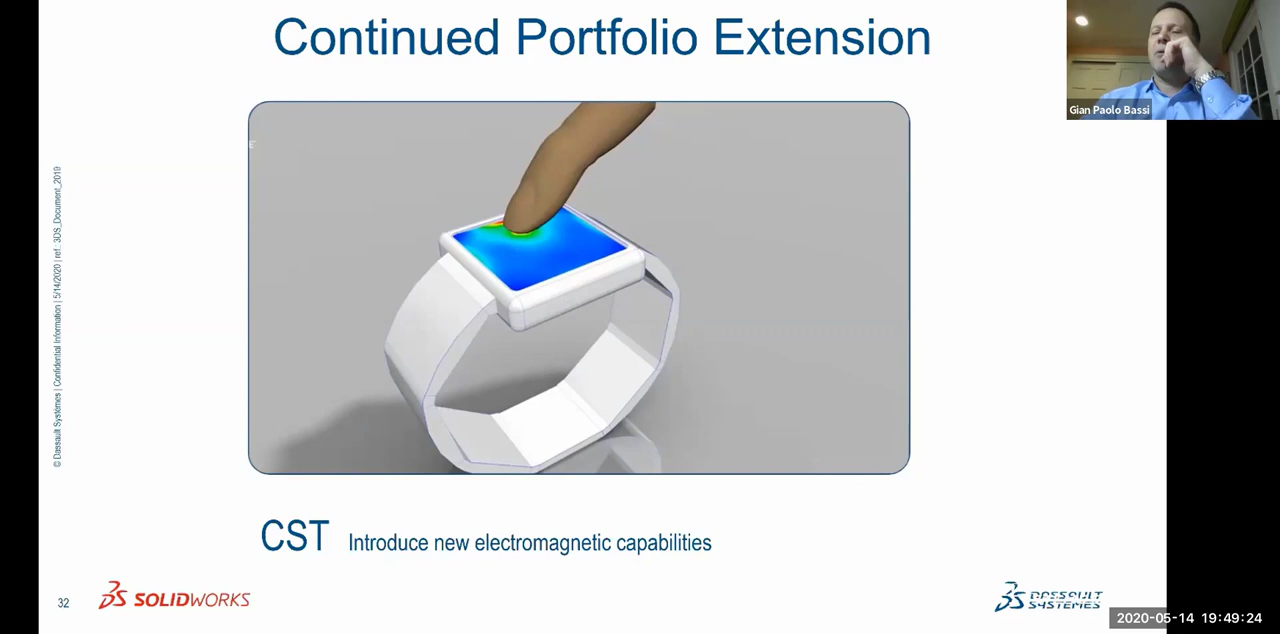 Continued Portfolio Extension
Gian Paolo Bassi
© Dassault Systèmes | Confidential Information | 5/14/2020 | ref.: 3DS_Document_2019
CST Introduce new electromagnetic capabilities
32
SOLIDWORKS
DASSAULT
SYSTEMES
2020-05-14 19:49:24